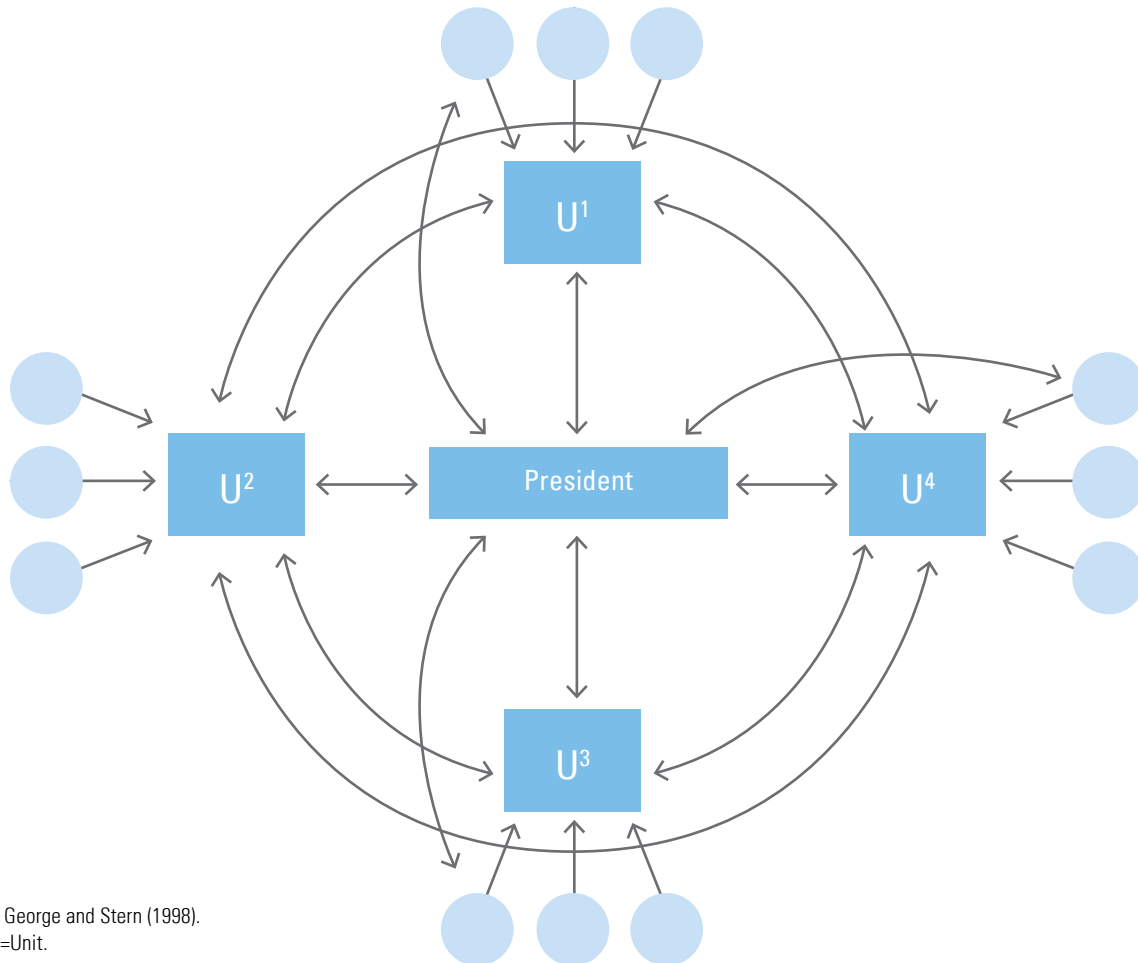 U¹
President
U²
U⁴
U³
George and Stern (1998).
=Unit.